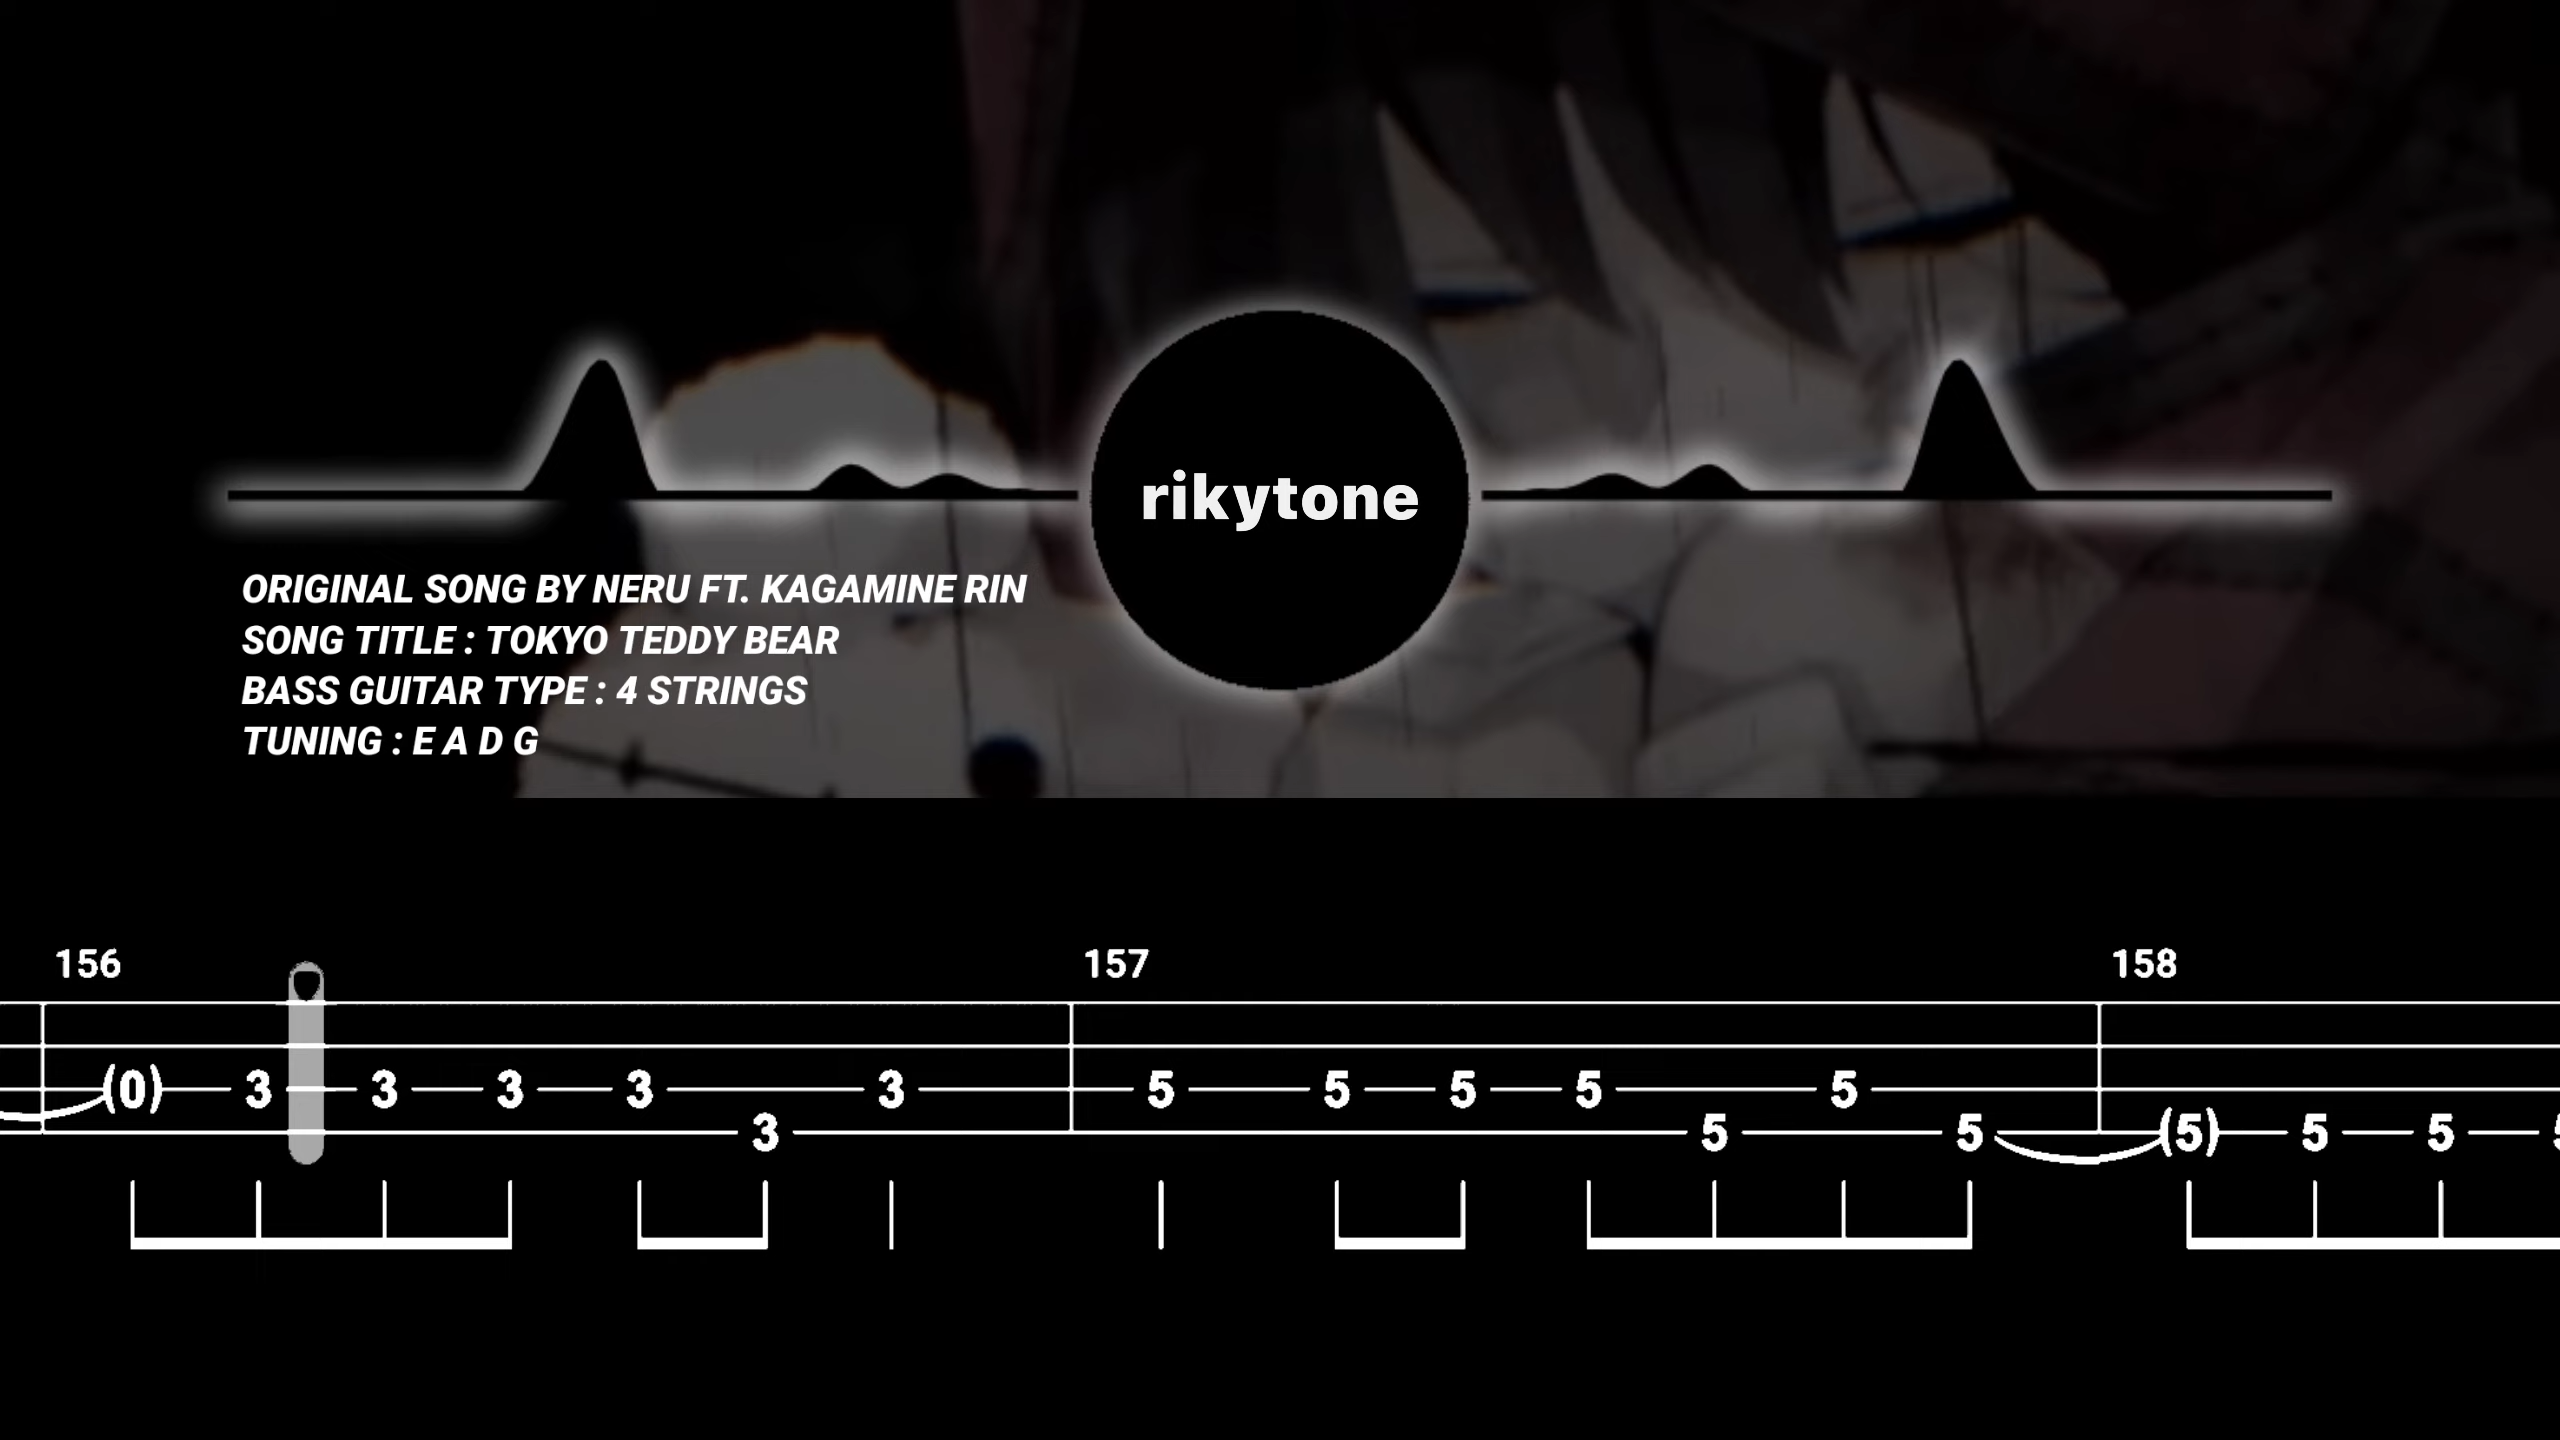 rikytone
ORIGINAL SONG BY NERU FT. KAGAMINE RIN
SONG TITLE : TOKYO TEDDY BEAR
BASS GUITAR TYPE : 4 STRINGS
TUNING : E A D G
156 157 158
(0) 3 3 3 3 3 5 5 5 5 5
3 5 5 (5) 5 5